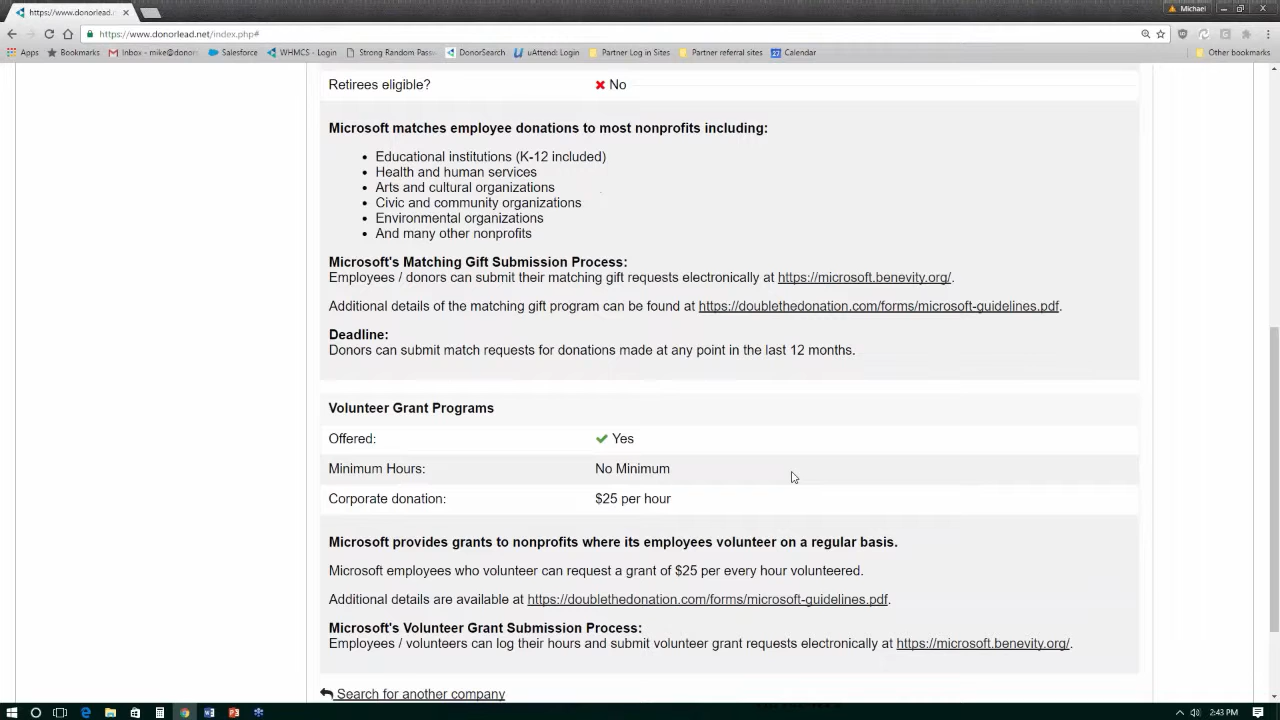 https://www.donorlead.n
Michael
https://www.donorlead.net/index.php#
Apps Bookmarks Inbox - mike@donor Salesforce WHMCS - Login Strong Random Pass DonorSearch uAttend: Login Partner Log in Sites Partner referral sites 27 Calendar Other bookmarks
Retirees eligible? No
Microsoft matches employee donations to most nonprofits including:
• Educational institutions (K-12 included)
• Health and human services
• Arts and cultural organizations
• Civic and community organizations
• Environmental organizations
• And many other nonprofits
Microsoft's Matching Gift Submission Process:
Employees / donors can submit their matching gift requests electronically at https://microsoft.benevity.org/.
Additional details of the matching gift program can be found at https://doublethedonation.com/forms/microsoft-guidelines.pdf.
Deadline:
Donors can submit match requests for donations made at any point in the last 12 months.
Volunteer Grant Programs
Offered: Yes
Minimum Hours: No Minimum
Corporate donation: $25 per hour
Microsoft provides grants to nonprofits where its employees volunteer on a regular basis.
Microsoft employees who volunteer can request a grant of $25 per every hour volunteered.
Additional details are available at https://doublethedonation.com/forms/microsoft-guidelines.pdf.
Microsoft's Volunteer Grant Submission Process:
Employees / volunteers can log their hours and submit volunteer grant requests electronically at https://microsoft.benevity.org/.
Search for another company
2:43 PM